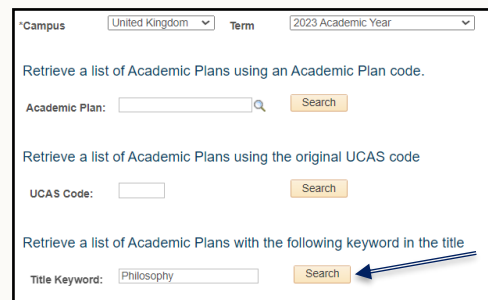 *Campus United Kingdom Term 2023 Academic Year
Retrieve a list of Academic Plans using an Academic Plan code.
Academic Plan: Search
Retrieve a list of Academic Plans using the original UCAS code
UCAS Code: Search
Retrieve a list of Academic Plans with the following keyword in the title
Title Keyword: Philosophy Search